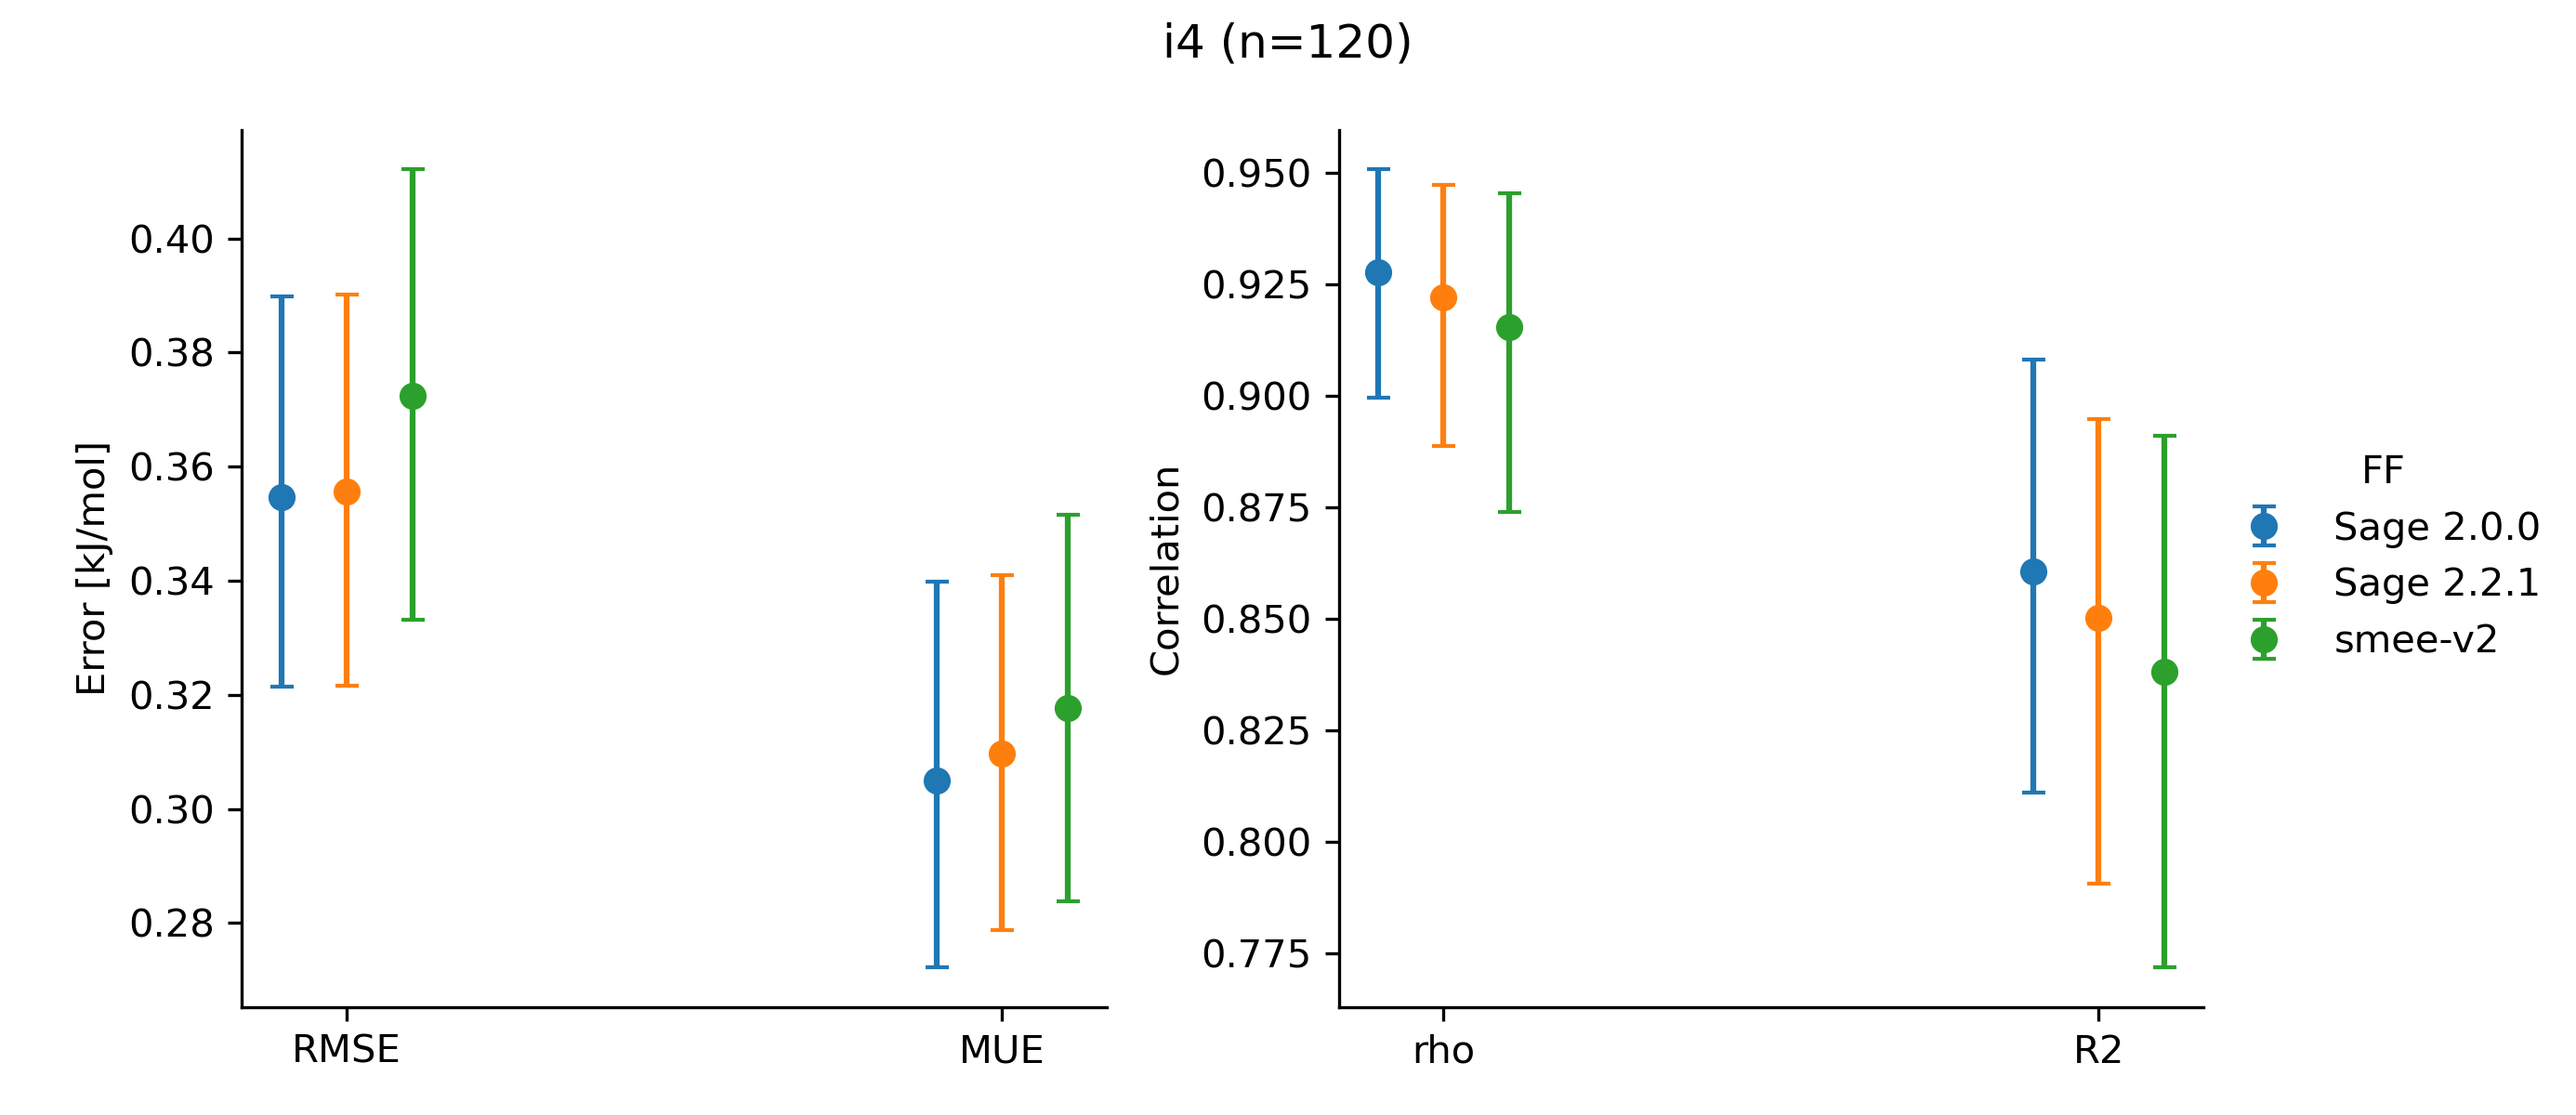 i4 (n=120)
Error [kJ/mol]
0.40
0.38
0.36
0.34
0.32
0.30
0.28
RMSE
MUE
Correlation
0.950
0.925
0.900
0.875
0.850
0.825
0.800
0.775
rho
R2
FF
Sage 2.0.0
Sage 2.2.1
smee-v2